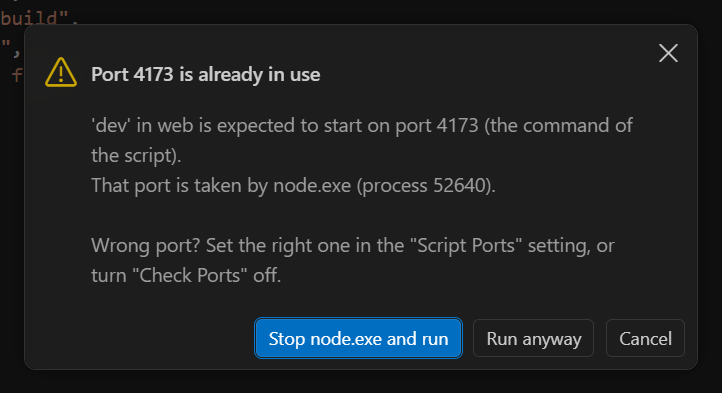 build",
",
f
Port 4173 is already in use
'dev' in web is expected to start on port 4173 (the command of
the script).
That port is taken by node.exe (process 52640).
Wrong port? Set the right one in the "Script Ports" setting, or
turn "Check Ports" off.
Stop node.exe and run
Run anyway
Cancel